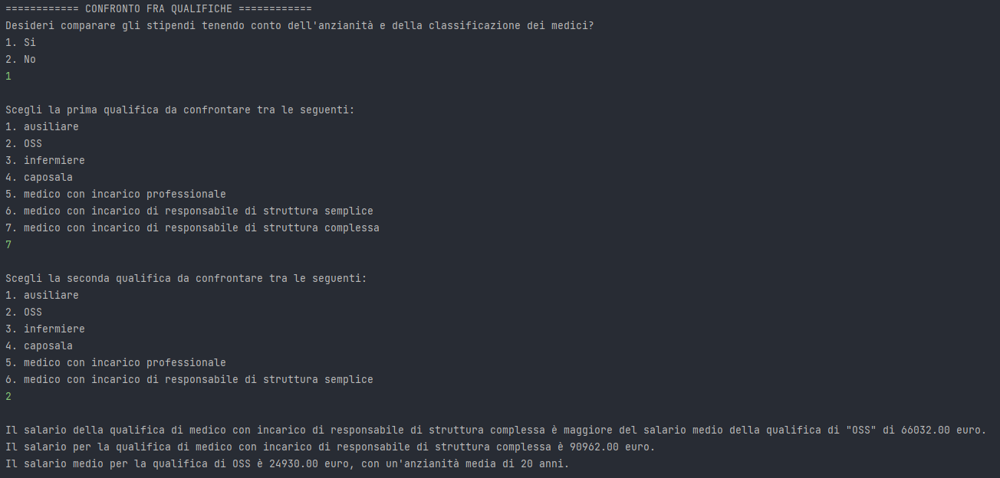 ============ CONFRONTO FRA QUALIFICHE ============
Desideri comparare gli stipendi tenendo conto dell'anzianità e della classificazione dei medici?
1. Si
2. No
1
Scegli la prima qualifica da confrontare tra le seguenti:
1. ausiliare
2. OSS
3. infermiere
4. caposala
5. medico con incarico professionale
6. medico con incarico di responsabile di struttura semplice
7. medico con incarico di responsabile di struttura complessa
7
Scegli la seconda qualifica da confrontare tra le seguenti:
1. ausiliare
2. OSS
3. infermiere
4. caposala
5. medico con incarico professionale
6. medico con incarico di responsabile di struttura semplice
2
Il salario della qualifica di medico con incarico di responsabile di struttura complessa è maggiore del salario medio della qualifica di "OSS" di 66032.00 euro.
Il salario per la qualifica di medico con incarico di responsabile di struttura complessa è 90962.00 euro.
Il salario medio per la qualifica di OSS è 24930.00 euro, con un'anzianità media di 20 anni.